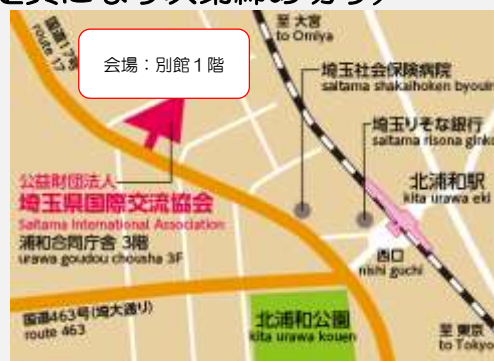 会場：別館１階
国道17号
route 17
至 大宮
to Omiya
埼玉社会保険病院
saitama shakaihoken byouin
埼玉りそな銀行
saitama risona ginko
北浦和駅
kita urawa eki
公益財団法人
埼玉県国際交流協会
Saitama International Association
浦和合同庁舎 3階
urawa goudou chousha 3F
西口
nishi guchi
国道463号(埼大通り)
route 463
北浦和公園
kita urawa kouen
至 東京
to Tokyo